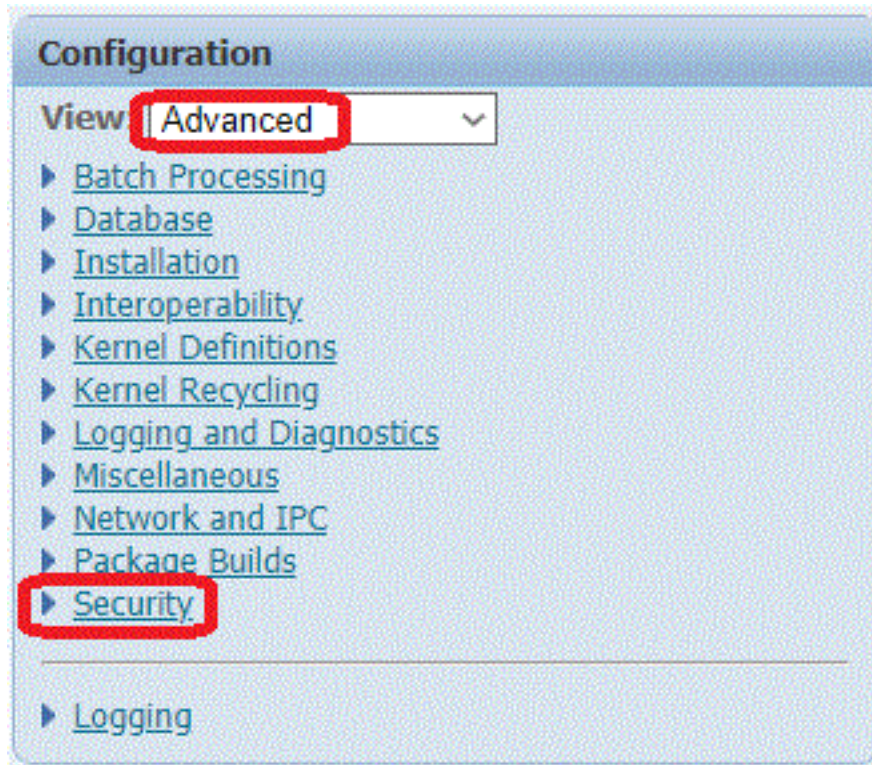 Configuration
View: Advanced
Batch Processing
Database
Installation
Interoperability
Kernel Definitions
Kernel Recycling
Logging and Diagnostics
Miscellaneous
Network and IPC
Package Builds
Security
Logging